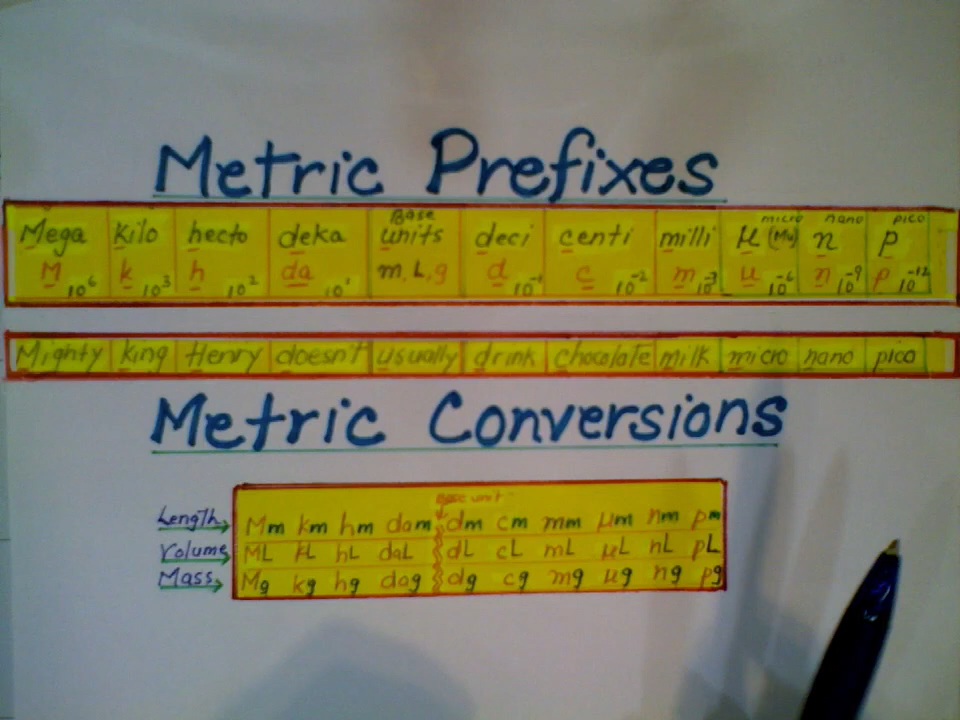 Metric Prefixes
Base micro nano pico
Mega kilo hecto deka units deci centi milli μ (Mu) n p
M 10⁶ k 10³ h 10² da 10¹ m, L, g d 10⁻¹ c 10⁻² m 10⁻³ u 10⁻⁶ n 10⁻⁹ p 10⁻¹²
Mighty king Henry doesn't usually drink chocolate milk micro nano pico
Metric Conversions
Base unit
Length Mm km hm dam dm cm mm μm nm pm
Volume ML kL hL daL dL cL mL μL nL pL
Mass Mg kg hg dag dg cg mg μg ng pg